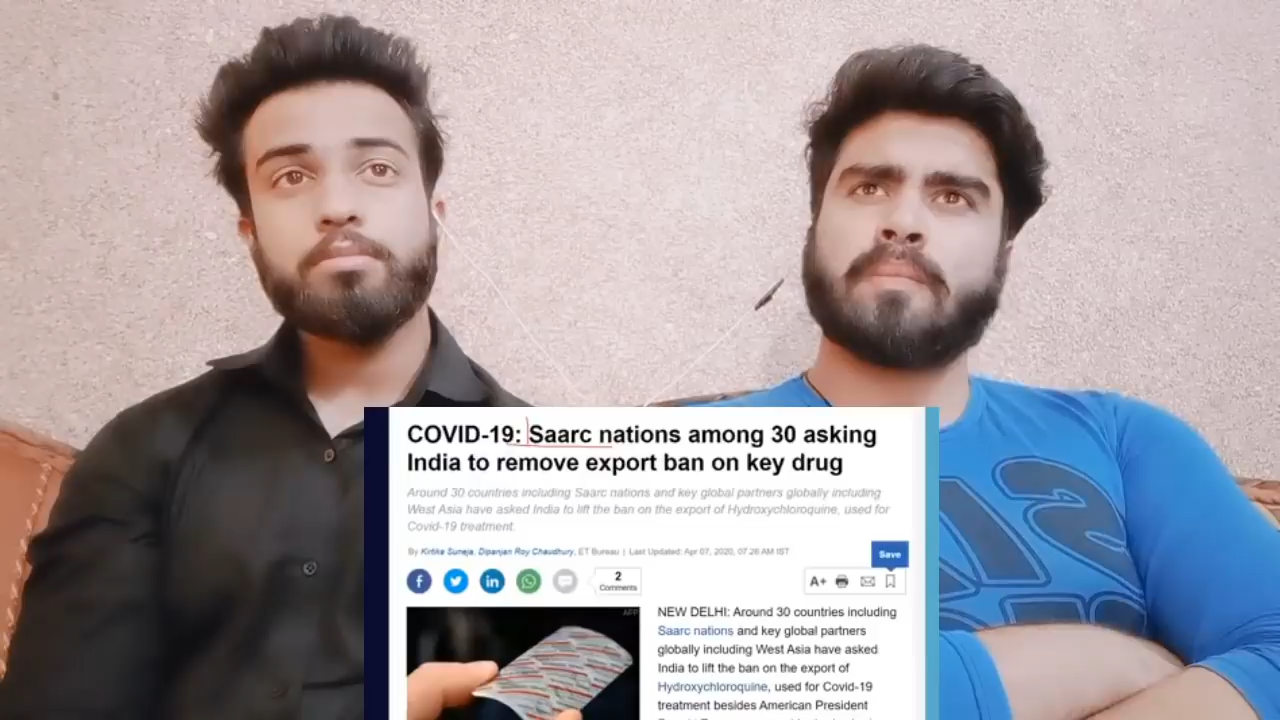 COVID-19: Saarc nations among 30 asking
India to remove export ban on key drug
Around 30 countries including Saarc nations and key global partners globally including
West Asia have asked India to lift the ban on the export of Hydroxychloroquine, used for
Covid-19 treatment.
By Kirtika Suneja, Dipanjan Roy Chaudhury, ET Bureau | Last Updated: Apr 07, 2020, 07.26 AM IST
Save
2
Comments
A+
AFP
NEW DELHI: Around 30 countries including
Saarc nations and key global partners
globally including West Asia have asked
India to lift the ban on the export of
Hydroxychloroquine, used for Covid-19
treatment besides American President